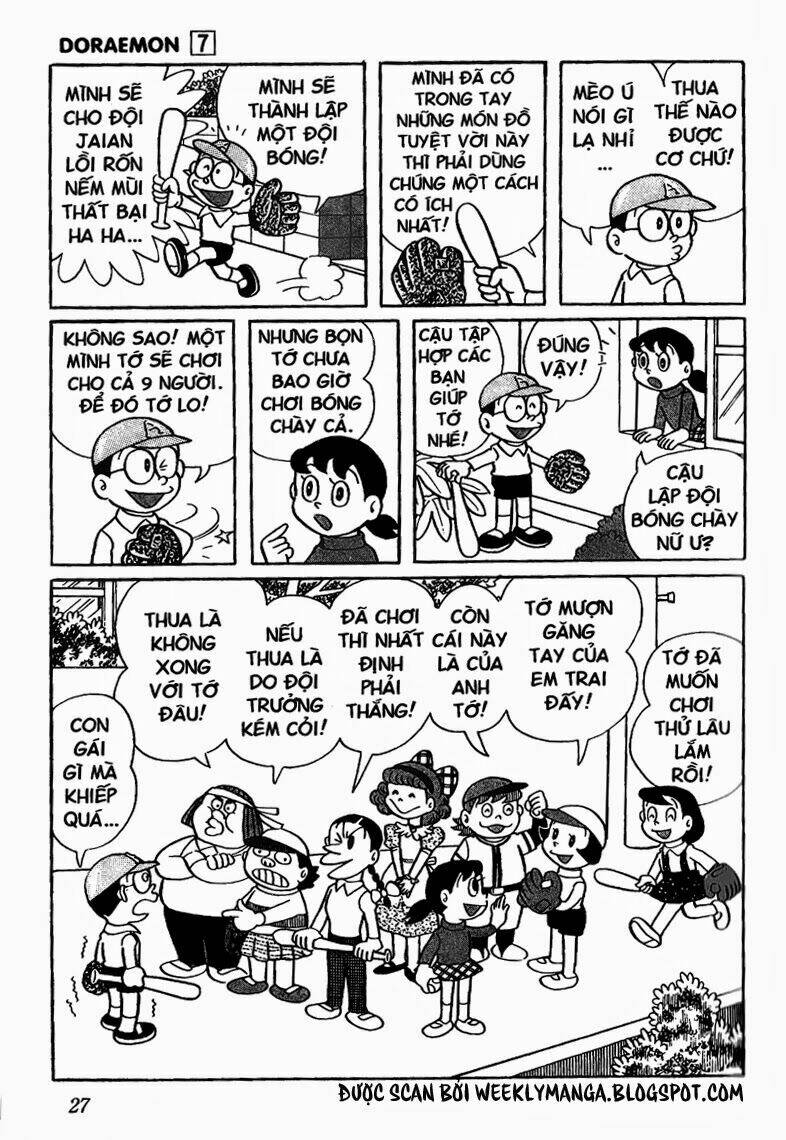 DORAEMON 7
THUA
THẾ NÀO
ĐƯỢC
CƠ CHỨ!
MÈO Ú
NÓI GÌ
LẠ NHỈ
...
MÌNH ĐÃ CÓ
TRONG TAY
NHỮNG MÓN ĐỒ
TUYỆT VỜI NÀY
THÌ PHẢI DÙNG
CHÚNG MỘT CÁCH
CÓ ÍCH
NHẤT!
MÌNH SẼ
THÀNH LẬP
MỘT ĐỘI
BÓNG!
MÌNH SẼ
CHO ĐỘI
JAIAN
LỒI RỐN
NẾM MÙI
THẤT BẠI
HA HA...
CẬU
LẬP ĐỘI
BÓNG CHÀY
NỮ Ư?
ĐÚNG
VẬY!
CẬU TẬP
HỢP CÁC
BẠN
GIÚP
TỚ
NHÉ!
NHƯNG BỌN
TỚ CHƯA
BAO GIỜ
CHƠI BÓNG
CHÀY CẢ.
KHÔNG SAO! MỘT
MÌNH TỚ SẼ CHƠI
CHO CẢ 9 NGƯỜI.
ĐỂ ĐÓ TỚ LO!
TỚ ĐÃ
MUỐN
CHƠI
THỬ LÂU
LẮM
RỒI!
TỚ MƯỢN
GĂNG
TAY CỦA
EM TRAI
ĐẤY!
CÒN
CÁI NÀY
LÀ CỦA
ANH
TỚ!
ĐÃ CHƠI
THÌ NHẤT
ĐỊNH
PHẢI
THẮNG!
NẾU
THUA LÀ
DO ĐỘI
TRƯỞNG
KÉM CỎI!
THUA LÀ
KHÔNG
XONG
VỚI TỚ
ĐÂU!
CON
GÁI
GÌ MÀ
KHIẾP
QUÁ...
27
ĐƯỢC SCAN BỞI WEEKLYMANGA.BLOGSPOT.COM